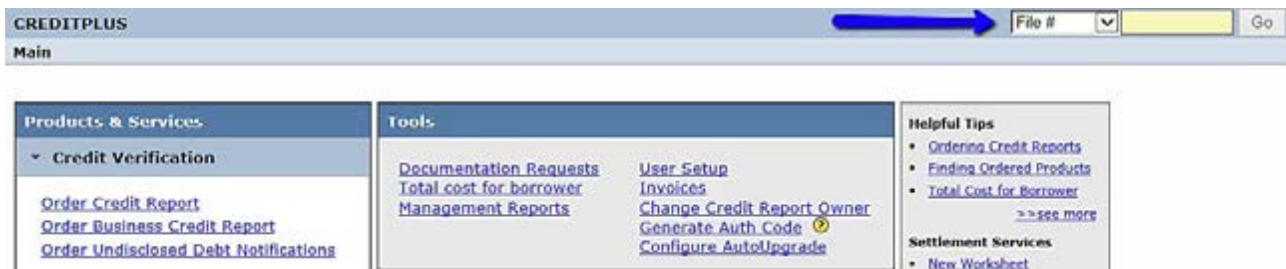 CREDITPLUS
File #
Go
Main
Products & Services
Credit Verification
Order Credit Report
Order Business Credit Report
Order Undisclosed Debt Notifications
Tools
Documentation Requests
Total cost for borrower
Management Reports
User Setup
Invoices
Change Credit Report Owner
Generate Auth Code ?
Configure AutoUpgrade
Helpful Tips
• Ordering Credit Reports
• Finding Ordered Products
• Total Cost for Borrower
>>see more
Settlement Services
• New Worksheet